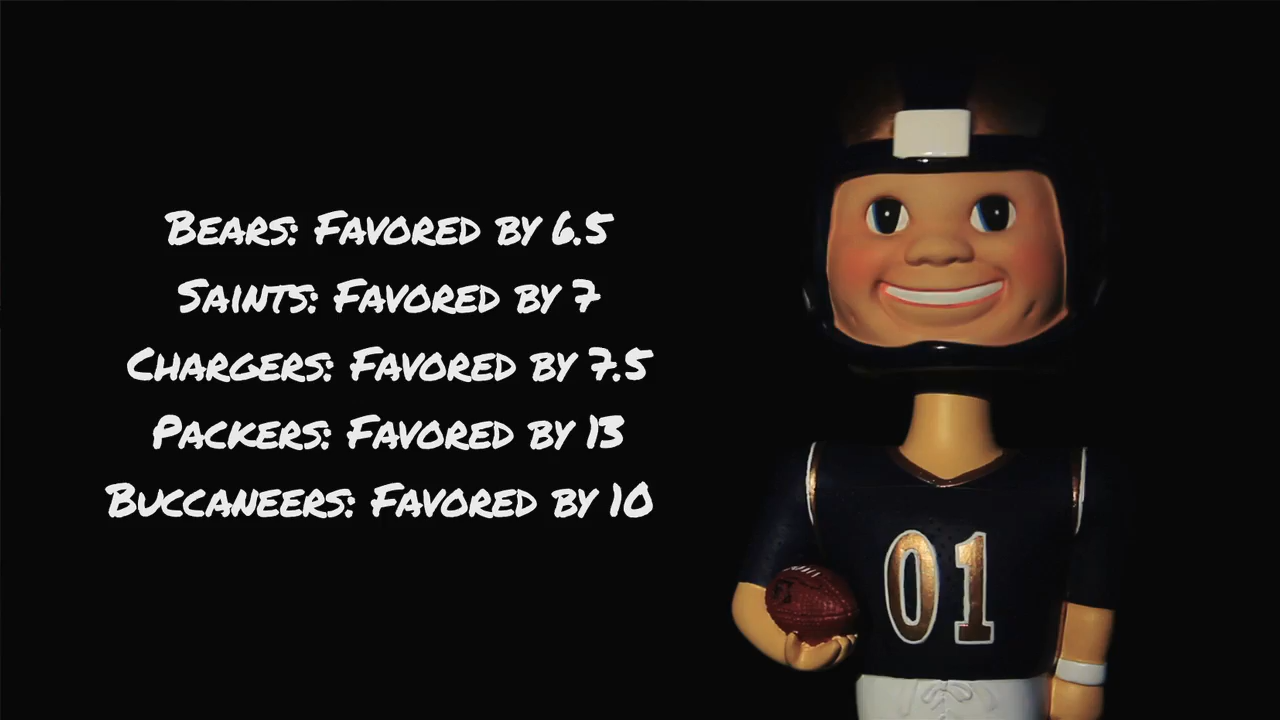 Bears: Favored by 6.5
Saints: Favored by 7
Chargers: Favored by 7.5
Packers: Favored by 13
Buccaneers: Favored by 10
01